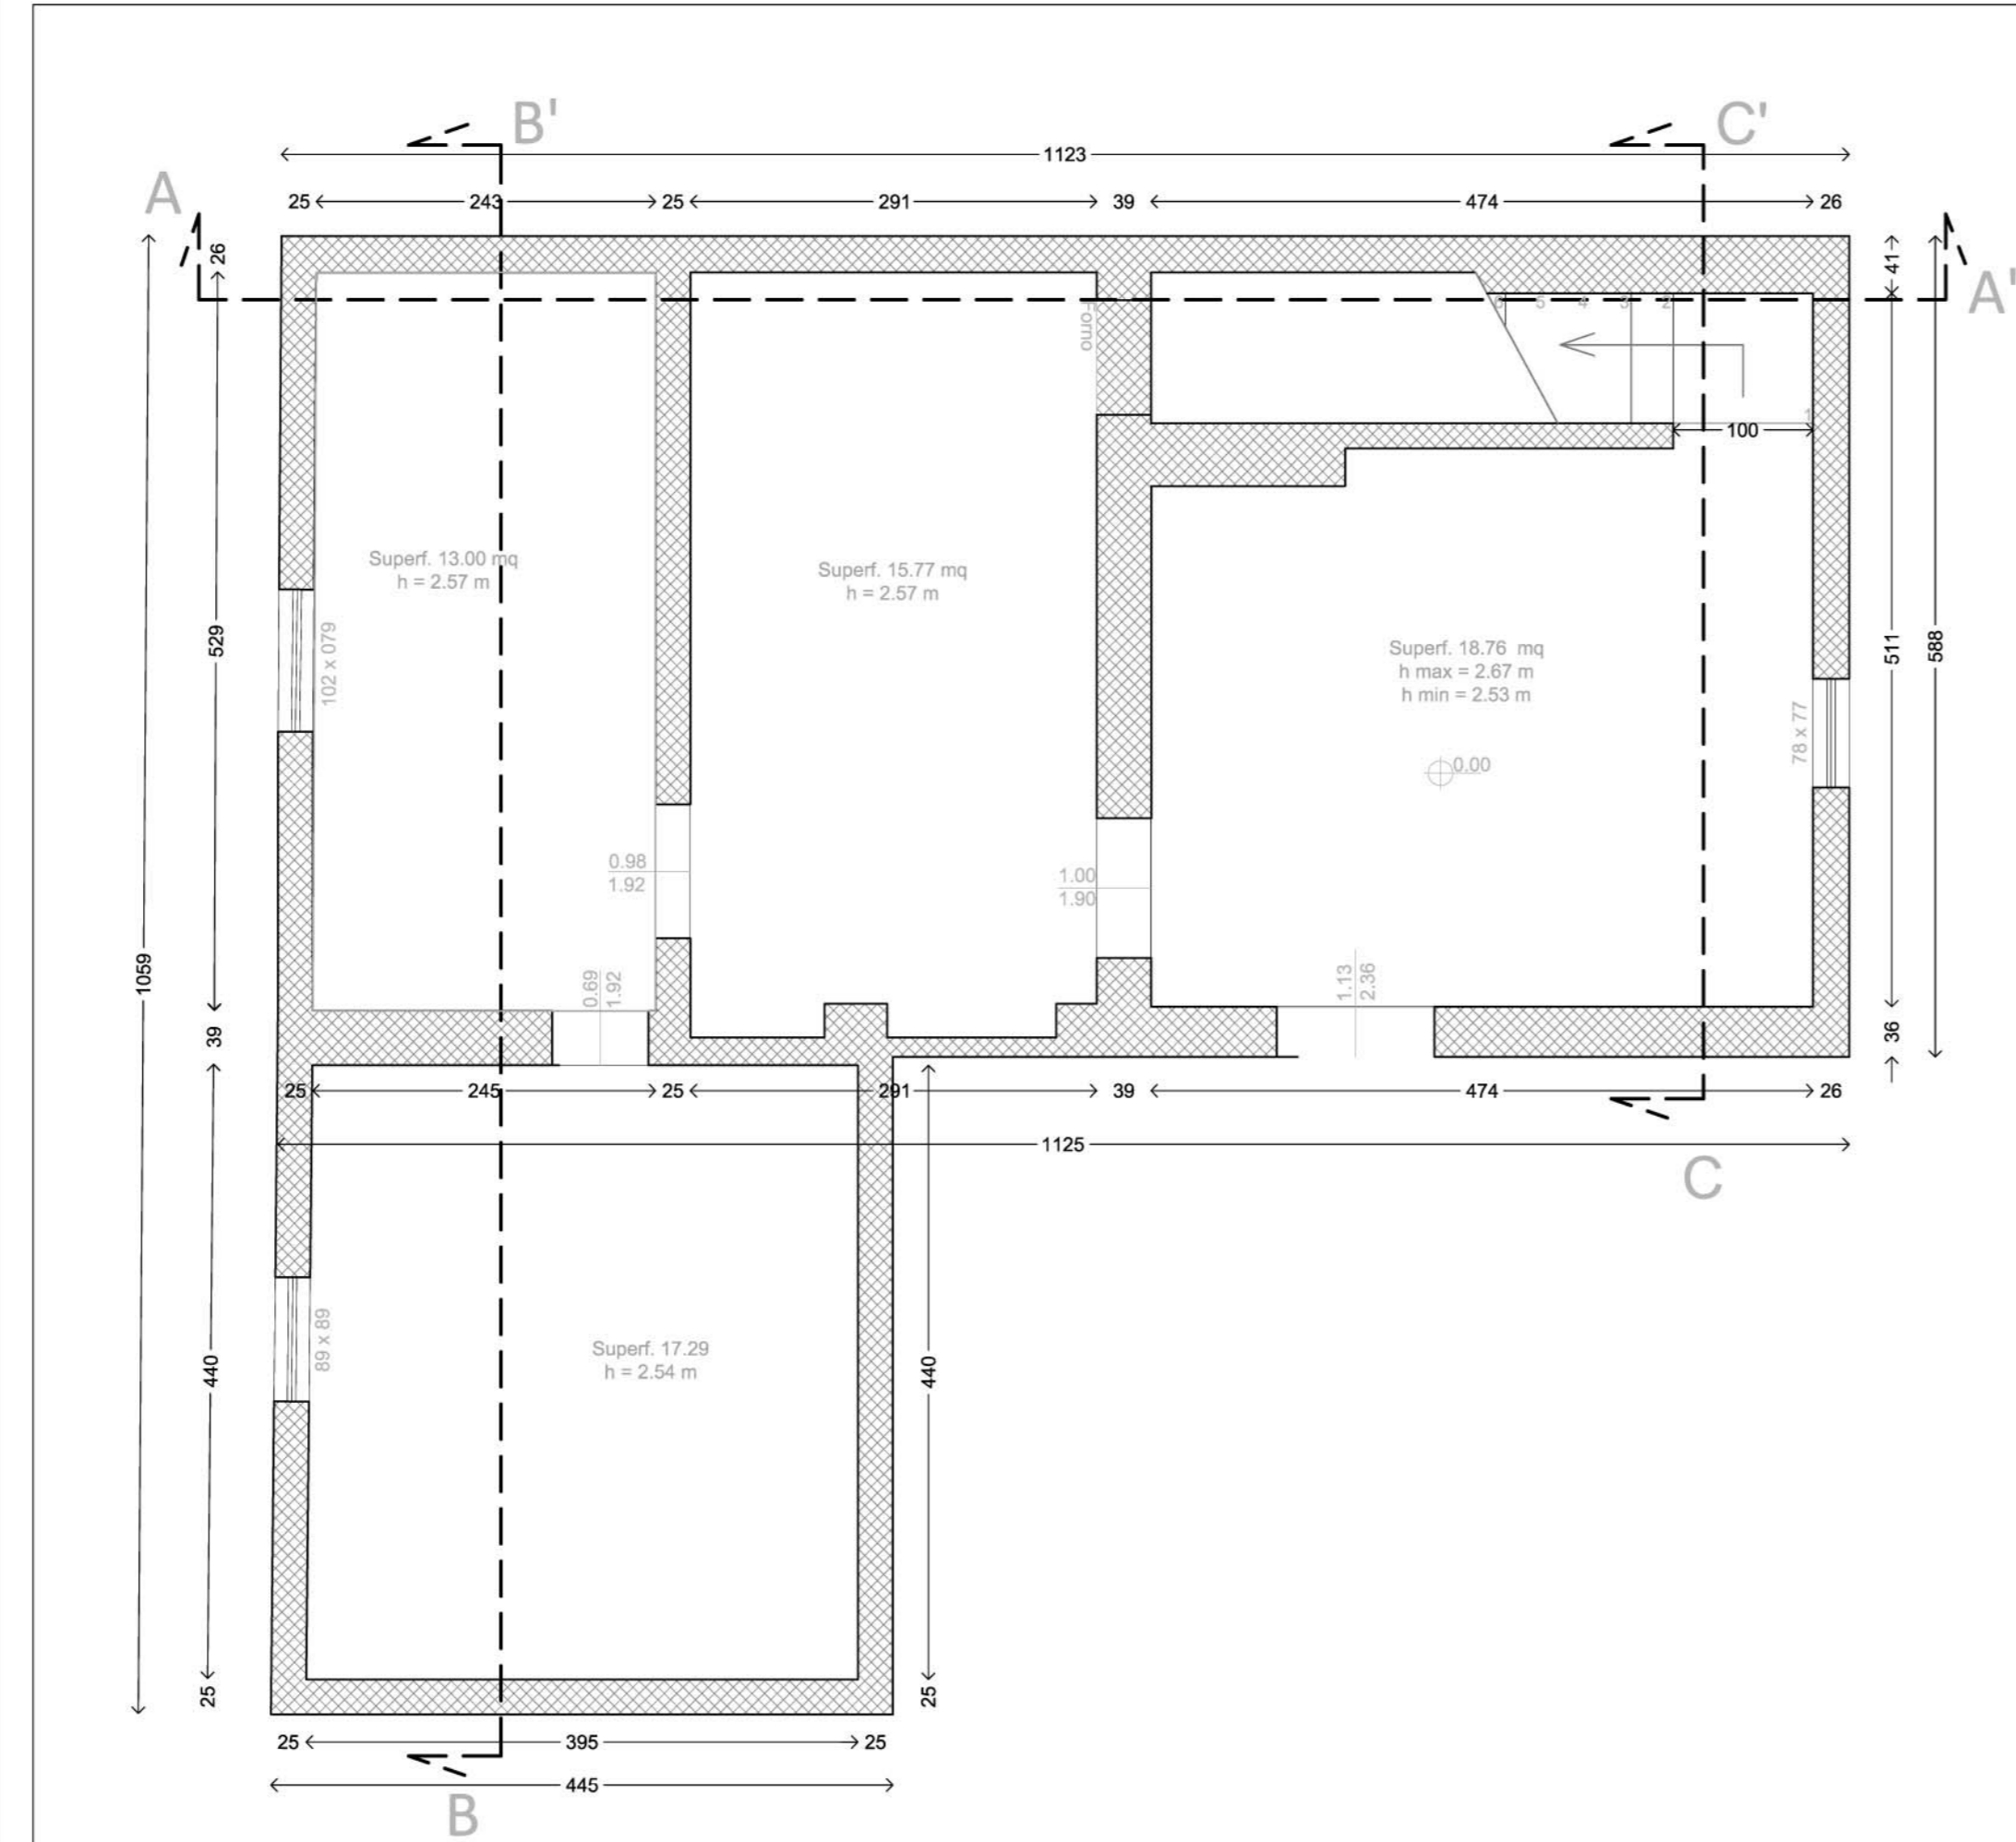 B'
C'
1123
A
25
243
25
291
39
474
26
26
41
A'
Forno
6
5
4
3
2
1
100
Superf. 13.00 mq
h = 2.57 m
Superf. 15.77 mq
h = 2.57 m
529
102 x 079
Superf. 18.76 mq
h max = 2.67 m
h min = 2.53 m
511
588
78 x 77
0.00
0.98
1.92
1.00
1.90
1059
0.69
1.92
1.13
2.36
39
36
25
245
25
291
39
474
26
1125
C
89 x 89
Superf. 17.29
h = 2.54 m
440
440
25
25
25
395
25
445
B